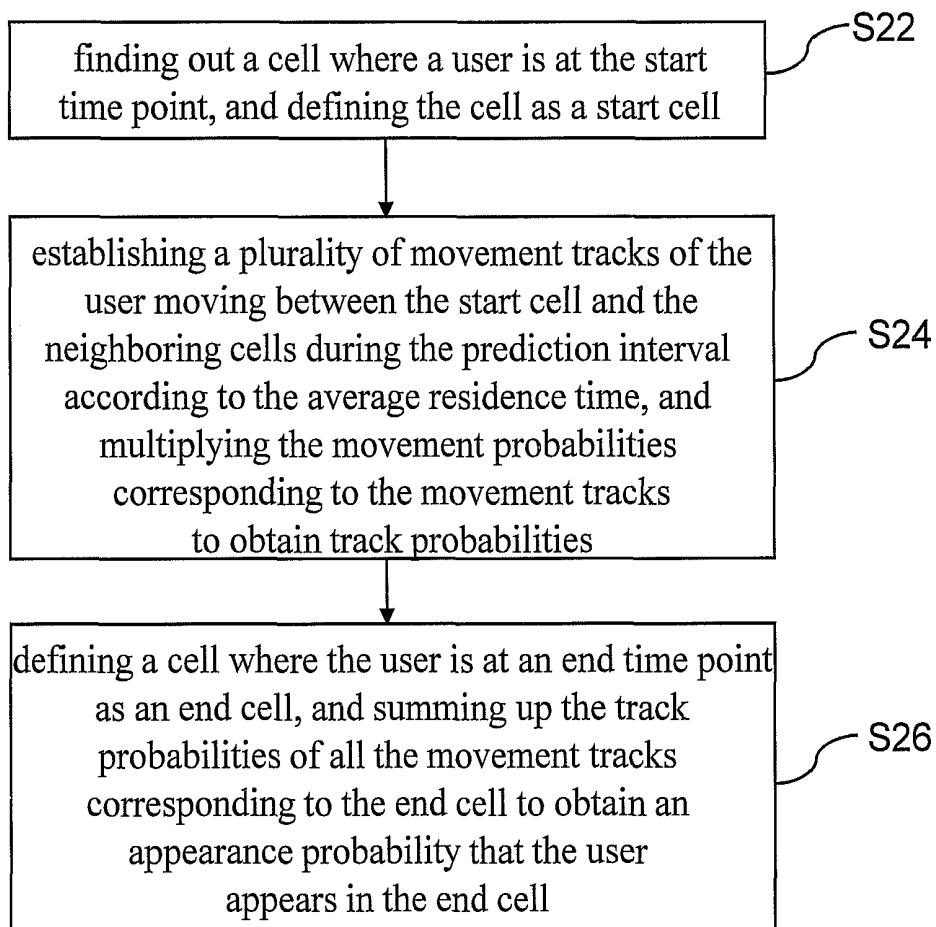 S22
finding out a cell where a user is at the start
time point, and defining the cell as a start cell
establishing a plurality of movement tracks of the
user moving between the start cell and the
neighboring cells during the prediction interval
according to the average residence time, and
multiplying the movement probabilities
corresponding to the movement tracks
to obtain track probabilities
S24
defining a cell where the user is at an end time point
as an end cell, and summing up the track
probabilities of all the movement tracks
corresponding to the end cell to obtain an
appearance probability that the user
appears in the end cell
S26